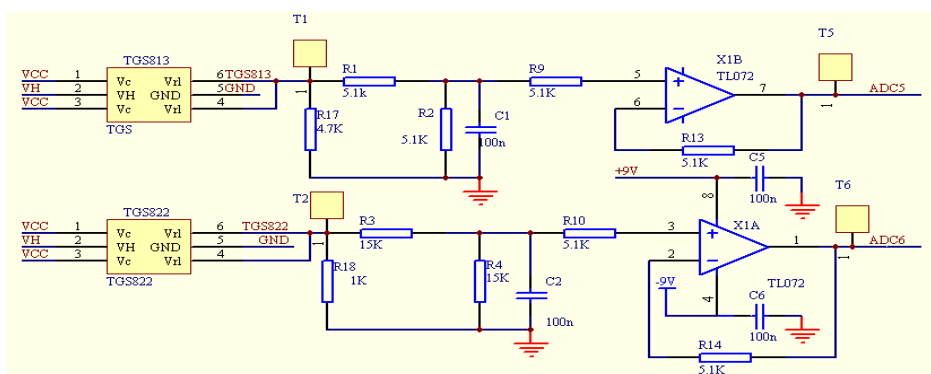 T1
T5
TGS813
X1B
TL072
VCC 1 Vc Vrl 6 TGS813
VH 2 VH GND 5 GND
VCC 3 Vc Vrl 4
TGS
1
R1
5.1k
R9
5.1K
5
6
7
1
ADC5
R17
4.7K
R2
5.1K
C1
100n
R13
5.1K
+9V
C5
100n
T2
T6
TGS822
8
X1A
VCC 1 Vc Vrl 6 TGS822
VH 2 VH GND 5 GND
VCC 3 Vc Vrl 4
TGS822
1
R3
15K
R10
5.1K
3
2
1
1
ADC6
R18
1K
R4
15K
C2
100n
-9V
4
TL072
C6
100n
R14
5.1K